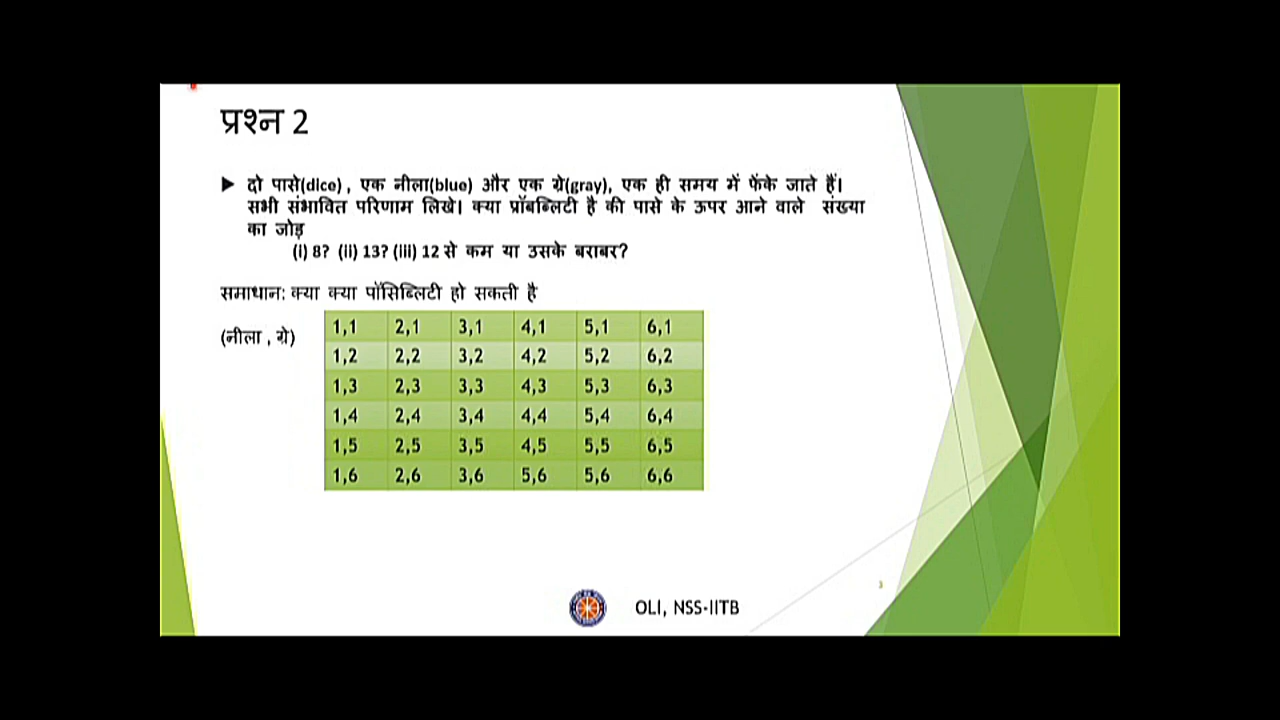 प्रश्न 2
दो पासे(dice) , एक नीला(blue) और एक ग्रे(gray), एक ही समय में फेंके जाते हैं।
सभी संभावित परिणाम लिखे। क्या प्रॉबब्लिटी है की पासे के ऊपर आने वाले संख्या
का जोड़
(i) 8? (ii) 13? (iii) 12 से कम या उसके बराबर?
समाधान: क्या क्या पॉसिब्लिटी हो सकती है
(नीला , ग्रे)
1,1 2,1 3,1 4,1 5,1 6,1
1,2 2,2 3,2 4,2 5,2 6,2
1,3 2,3 3,3 4,3 5,3 6,3
1,4 2,4 3,4 4,4 5,4 6,4
1,5 2,5 3,5 4,5 5,5 6,5
1,6 2,6 3,6 5,6 5,6 6,6
3
OLI, NSS-IITB